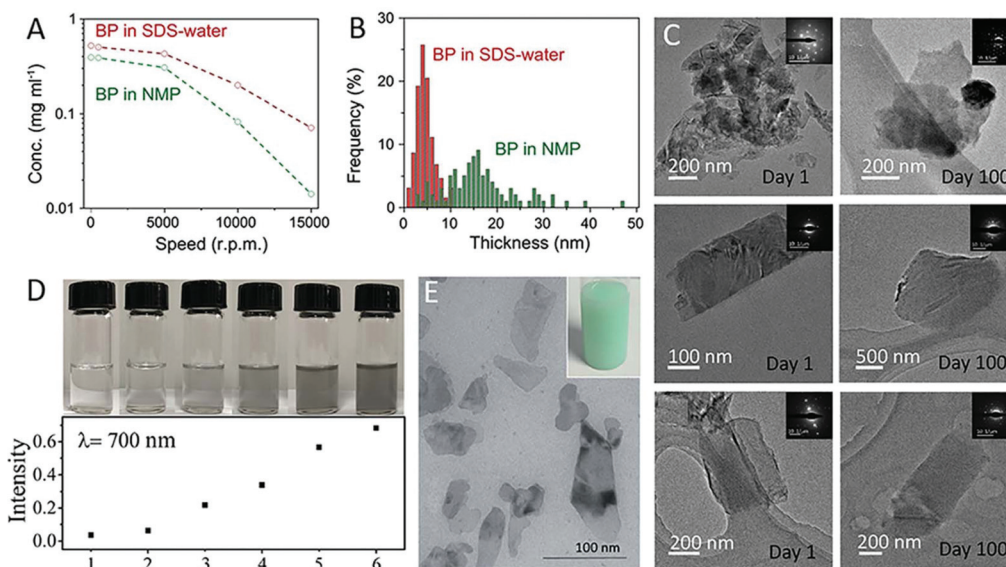 A
BP in SDS-water
BP in NMP
Conc. (mg ml⁻¹)
1
0.1
0.01
0
5000
10000
15000
Speed (r.p.m.)
B
BP in SDS-water
BP in NMP
Frequency (%)
30
20
10
0
0
10
20
30
40
50
Thickness (nm)
C
200 nm
Day 1
200 nm
Day 100
100 nm
Day 1
500 nm
Day 100
200 nm
Day 1
200 nm
Day 100
D
λ= 700 nm
Intensity
0.6
0.4
0.2
0.0
1 2 3 4 5 6
E
100 nm